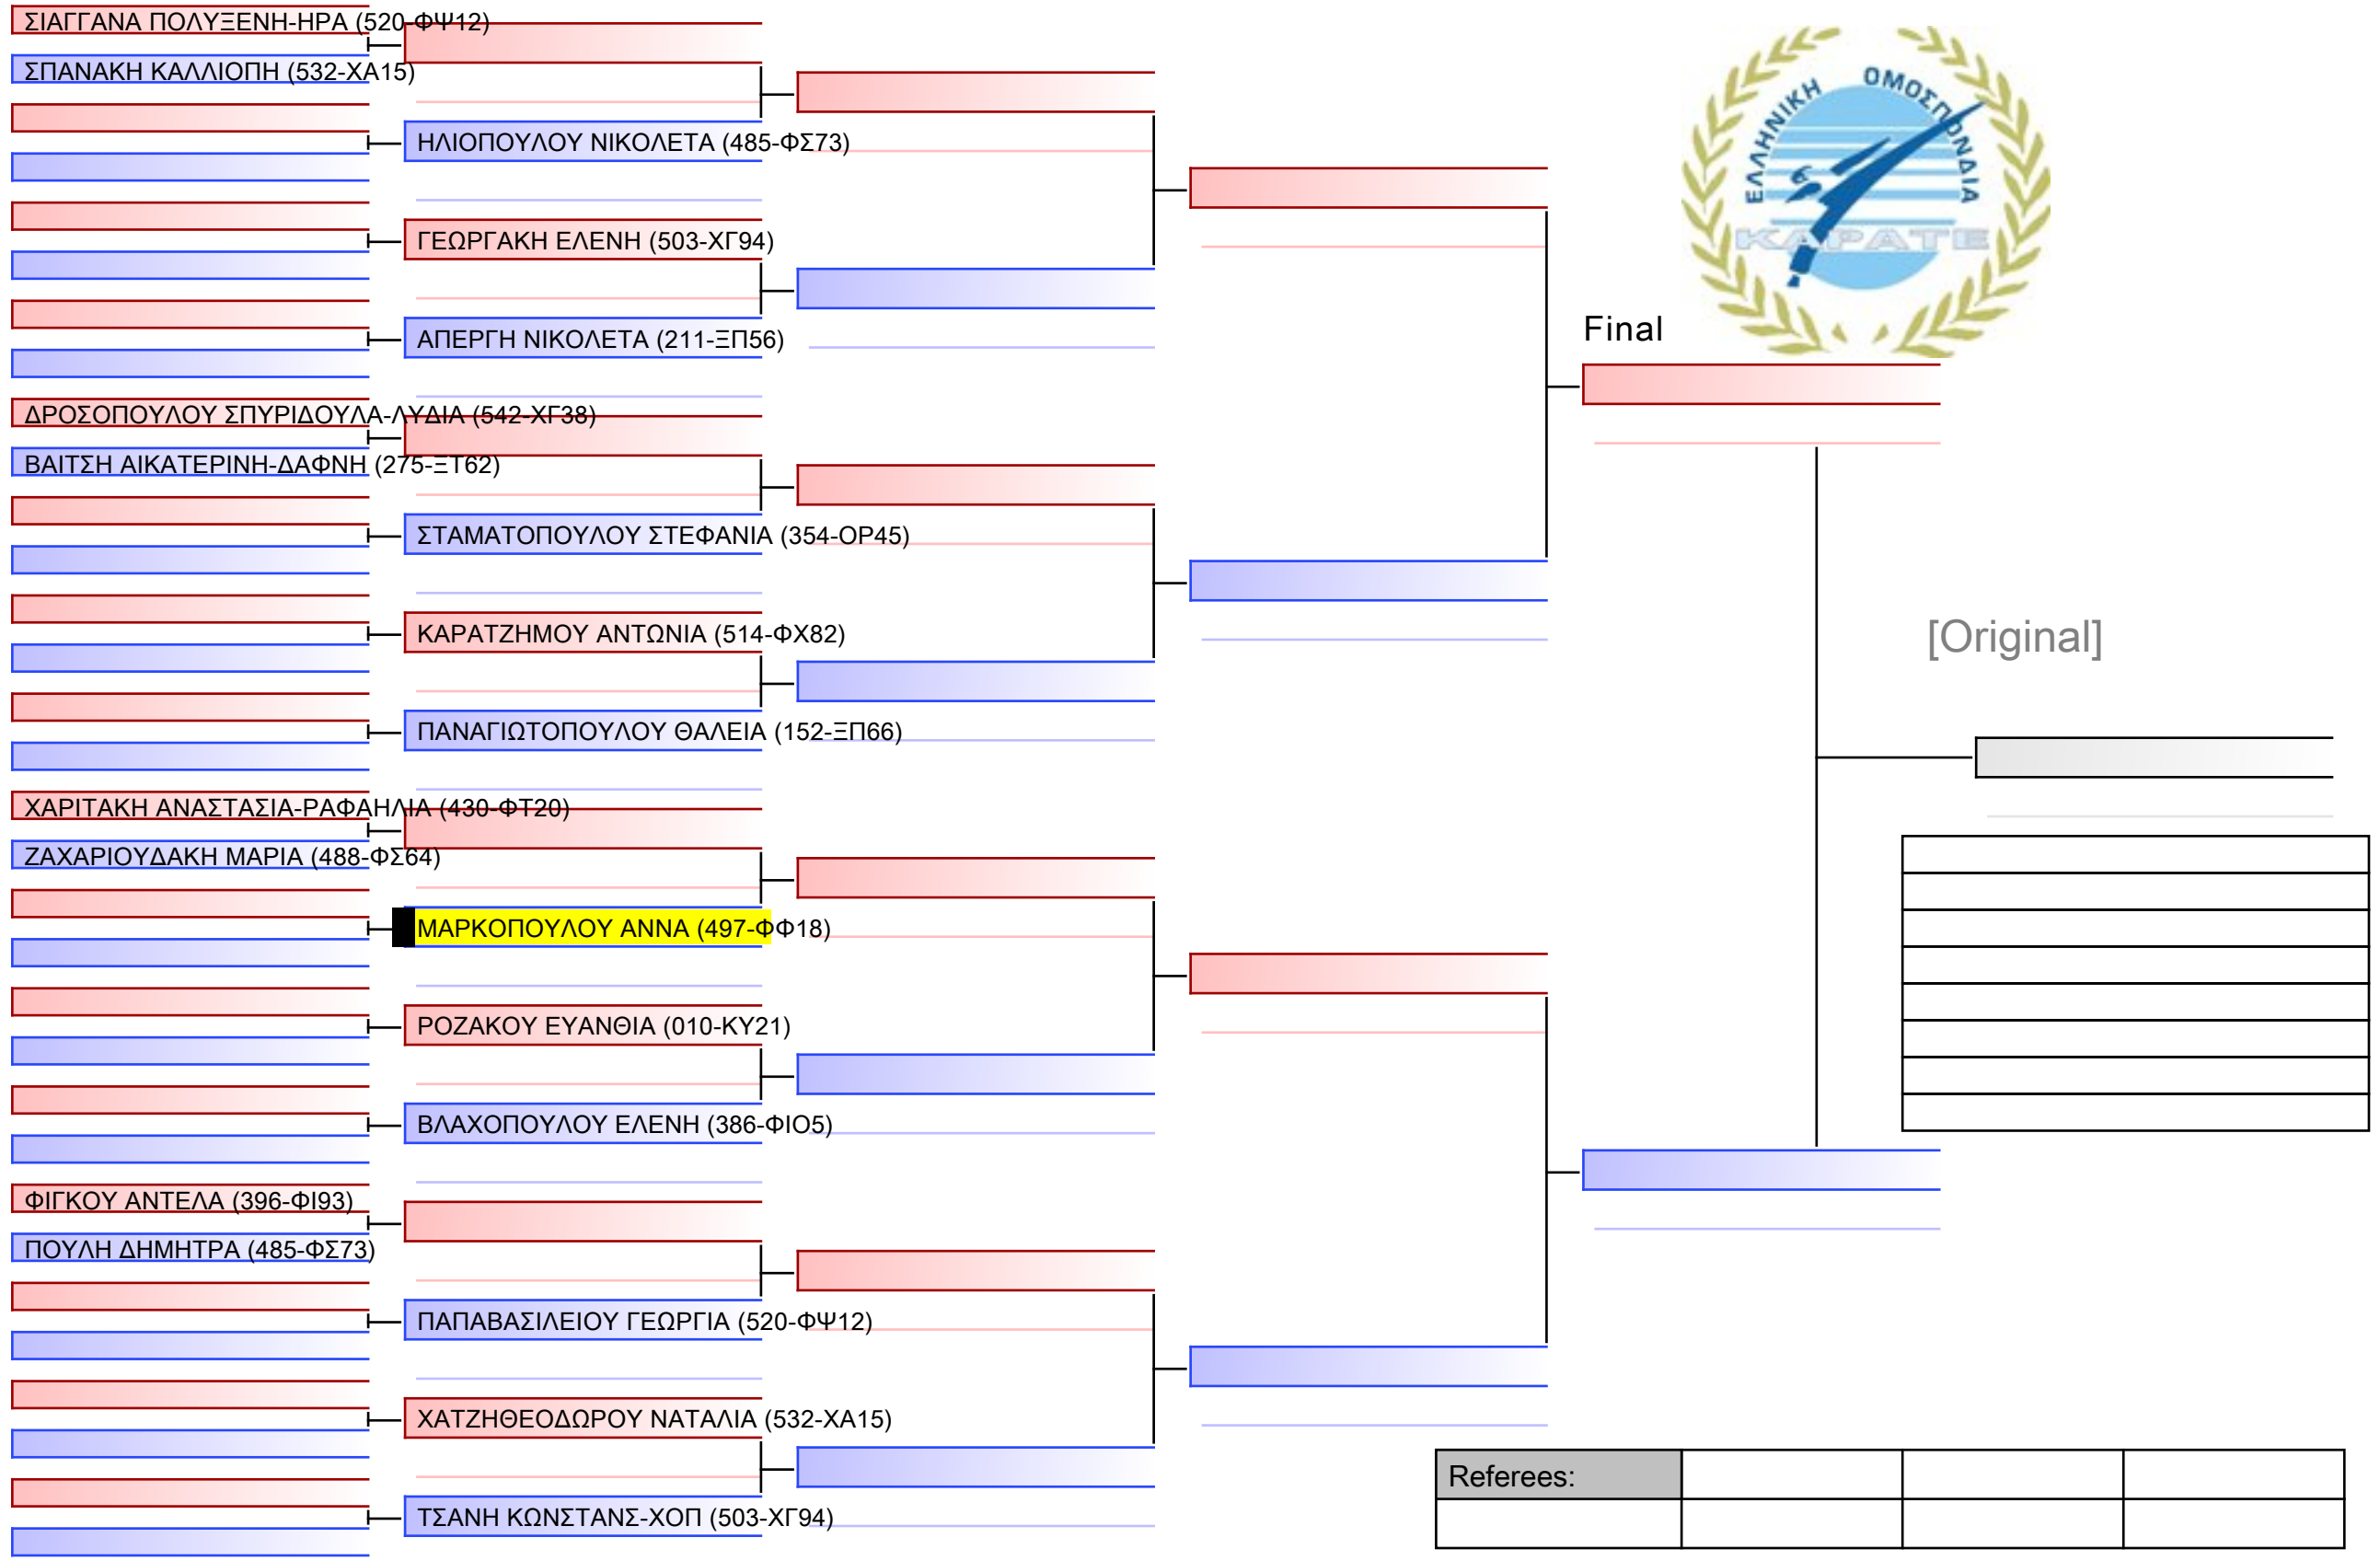 ΣΙΑΓΓΑΝΑ ΠΟΛΥΞΕΝΗ-ΗΡΑ (520-ΦΨ12)
ΣΠΑΝΑΚΗ ΚΑΛΛΙΟΠΗ (532-ΧΑ15)
ΗΛΙΟΠΟΥΛΟΥ ΝΙΚΟΛΕΤΑ (485-ΦΣ73)
ΓΕΩΡΓΑΚΗ ΕΛΕΝΗ (503-ΧΓ94)
ΑΠΕΡΓΗ ΝΙΚΟΛΕΤΑ (211-ΞΠ56)
ΔΡΟΣΟΠΟΥΛΟΥ ΣΠΥΡΙΔΟΥΛΑ-ΛΥΔΙΑ (542-ΧΓ38)
ΒΑΙΤΣΗ ΑΙΚΑΤΕΡΙΝΗ-ΔΑΦΝΗ (275-ΞΤ62)
ΣΤΑΜΑΤΟΠΟΥΛΟΥ ΣΤΕΦΑΝΙΑ (354-ΟΡ45)
ΚΑΡΑΤΖΗΜΟΥ ΑΝΤΩΝΙΑ (514-ΦΧ82)
ΠΑΝΑΓΙΩΤΟΠΟΥΛΟΥ ΘΑΛΕΙΑ (152-ΞΠ66)
ΧΑΡΙΤΑΚΗ ΑΝΑΣΤΑΣΙΑ-ΡΑΦΑΗΛΙΑ (430-ΦΤ20)
ΖΑΧΑΡΙΟΥΔΑΚΗ ΜΑΡΙΑ (488-ΦΣ64)
ΜΑΡΚΟΠΟΥΛΟΥ ΑΝΝΑ (497-ΦΦ18)
ΡΟΖΑΚΟΥ ΕΥΑΝΘΙΑ (010-ΚΥ21)
ΒΛΑΧΟΠΟΥΛΟΥ ΕΛΕΝΗ (386-ΦΙΟ5)
ΦΙΓΚΟΥ ΑΝΤΕΛΑ (396-ΦΙ93)
ΠΟΥΛΗ ΔΗΜΗΤΡΑ (485-ΦΣ73)
ΠΑΠΑΒΑΣΙΛΕΙΟΥ ΓΕΩΡΓΙΑ (520-ΦΨ12)
ΧΑΤΖΗΘΕΟΔΩΡΟΥ ΝΑΤΑΛΙΑ (532-ΧΑ15)
ΤΣΑΝΗ ΚΩΝΣΤΑΝΣ-ΧΟΠ (503-ΧΓ94)
ΕΛΛΗΝΙΚΗ ΟΜΟΣΠΟΝΔΙΑ
ΚΑΡΑΤΕ
Final
[Original]
Referees: